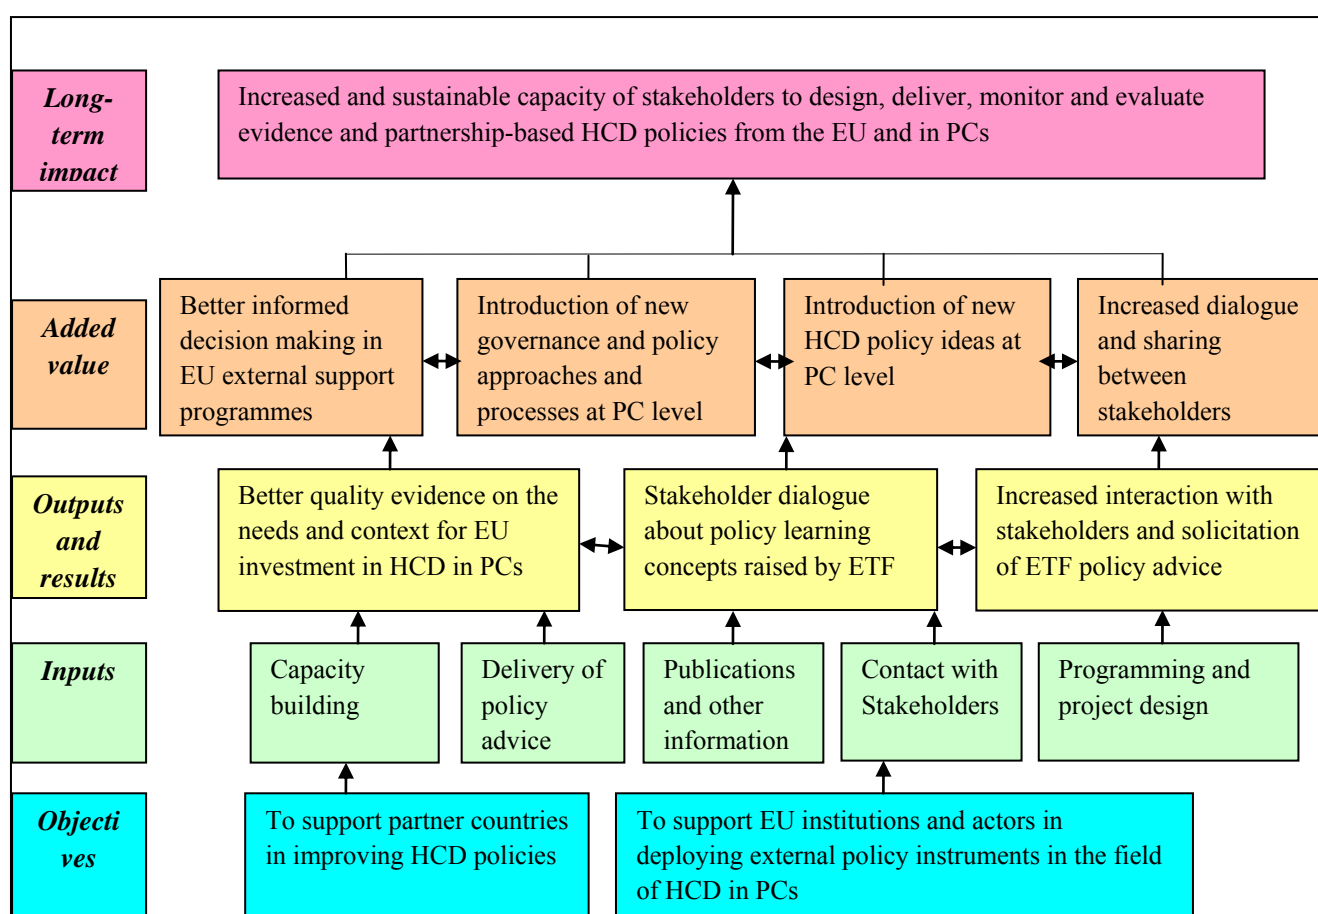 Long-
term
impact
Increased and sustainable capacity of stakeholders to design, deliver, monitor and evaluate
evidence and partnership-based HCD policies from the EU and in PCs
Added
value
Better informed
decision making in
EU external support
programmes
Introduction of new
governance and policy
approaches and
processes at PC level
Introduction of new
HCD policy ideas at
PC level
Increased dialogue
and sharing
between
stakeholders
Outputs
and
results
Better quality evidence on the
needs and context for EU
investment in HCD in PCs
Stakeholder dialogue
about policy learning
concepts raised by ETF
Increased interaction with
stakeholders and solicitation
of ETF policy advice
Inputs
Capacity
building
Delivery of
policy
advice
Publications
and other
information
Contact with
Stakeholders
Programming and
project design
Objecti
ves
To support partner countries
in improving HCD policies
To support EU institutions and actors in
deploying external policy instruments in the field
of HCD in PCs